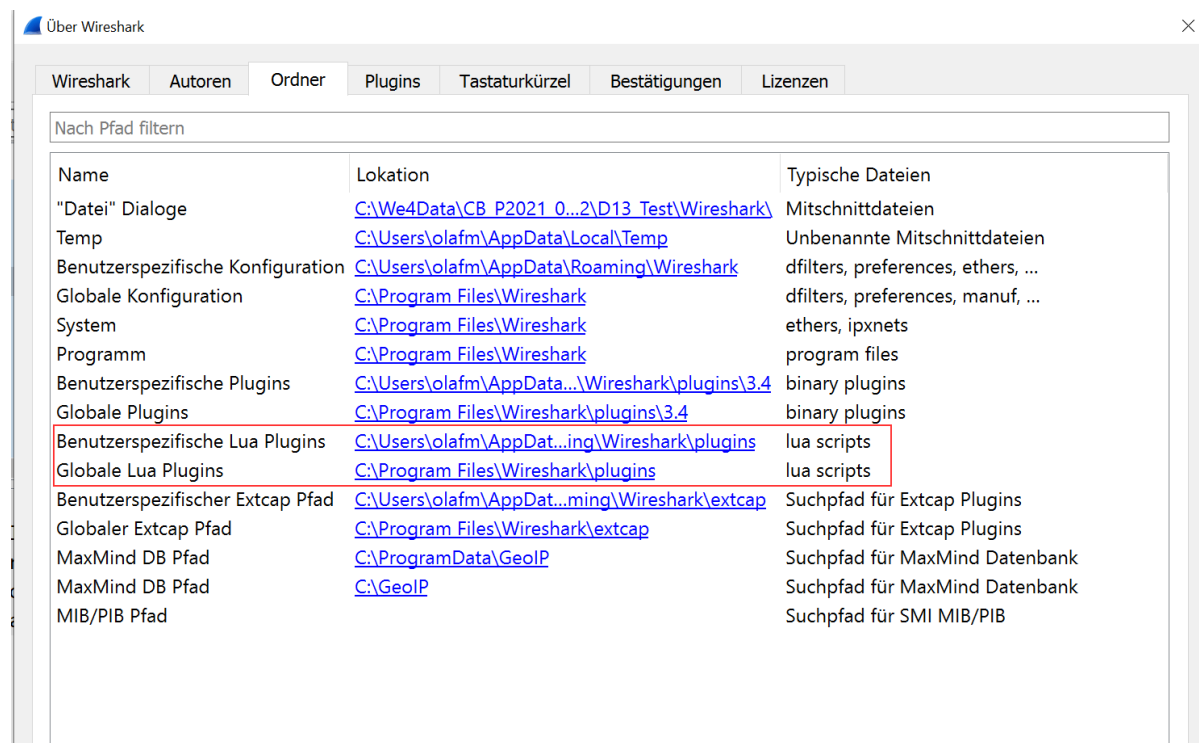 Über Wireshark
Wireshark Autoren Ordner Plugins Tastaturkürzel Bestätigungen Lizenzen
Nach Pfad filtern
Name Lokation Typische Dateien
"Datei" Dialoge C:\We4Data\CB_P2021_0...2\D13_Test\Wireshark\ Mitschnittdateien
Temp C:\Users\olafm\AppData\Local\Temp Unbenannte Mitschnittdateien
Benutzerspezifische Konfiguration C:\Users\olafm\AppData\Roaming\Wireshark dfilters, preferences, ethers, ...
Globale Konfiguration C:\Program Files\Wireshark dfilters, preferences, manuf, ...
System C:\Program Files\Wireshark ethers, ipxnets
Programm C:\Program Files\Wireshark program files
Benutzerspezifische Plugins C:\Users\olafm\AppData...\Wireshark\plugins\3.4 binary plugins
Globale Plugins C:\Program Files\Wireshark\plugins\3.4 binary plugins
Benutzerspezifische Lua Plugins C:\Users\olafm\AppDat...ing\Wireshark\plugins lua scripts
Globale Lua Plugins C:\Program Files\Wireshark\plugins lua scripts
Benutzerspezifischer Extcap Pfad C:\Users\olafm\AppDat...ming\Wireshark\extcap Suchpfad für Extcap Plugins
Globaler Extcap Pfad C:\Program Files\Wireshark\extcap Suchpfad für Extcap Plugins
MaxMind DB Pfad C:\ProgramData\GeoIP Suchpfad für MaxMind Datenbank
MaxMind DB Pfad C:\GeoIP Suchpfad für MaxMind Datenbank
MIB/PIB Pfad Suchpfad für SMI MIB/PIB